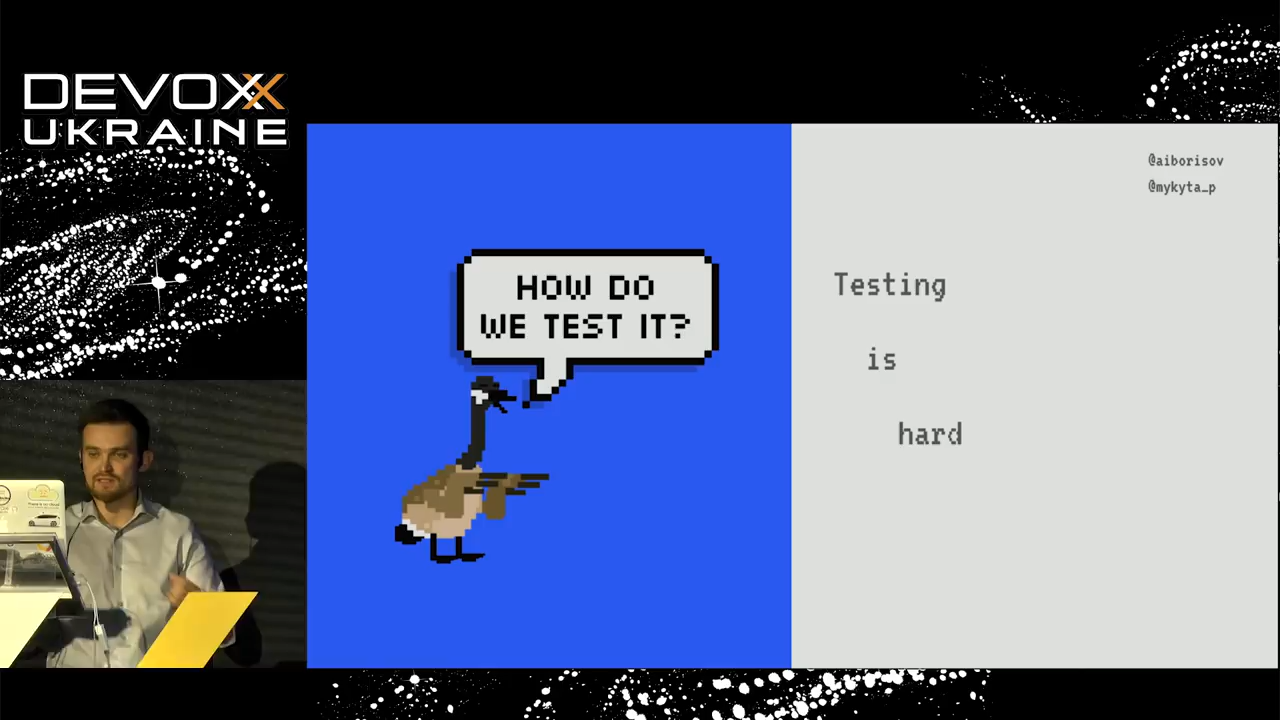 DEVOXX
UKRAINE
@aiborisov
@mykyta_p
HOW DO
WE TEST IT?
Testing
is
hard